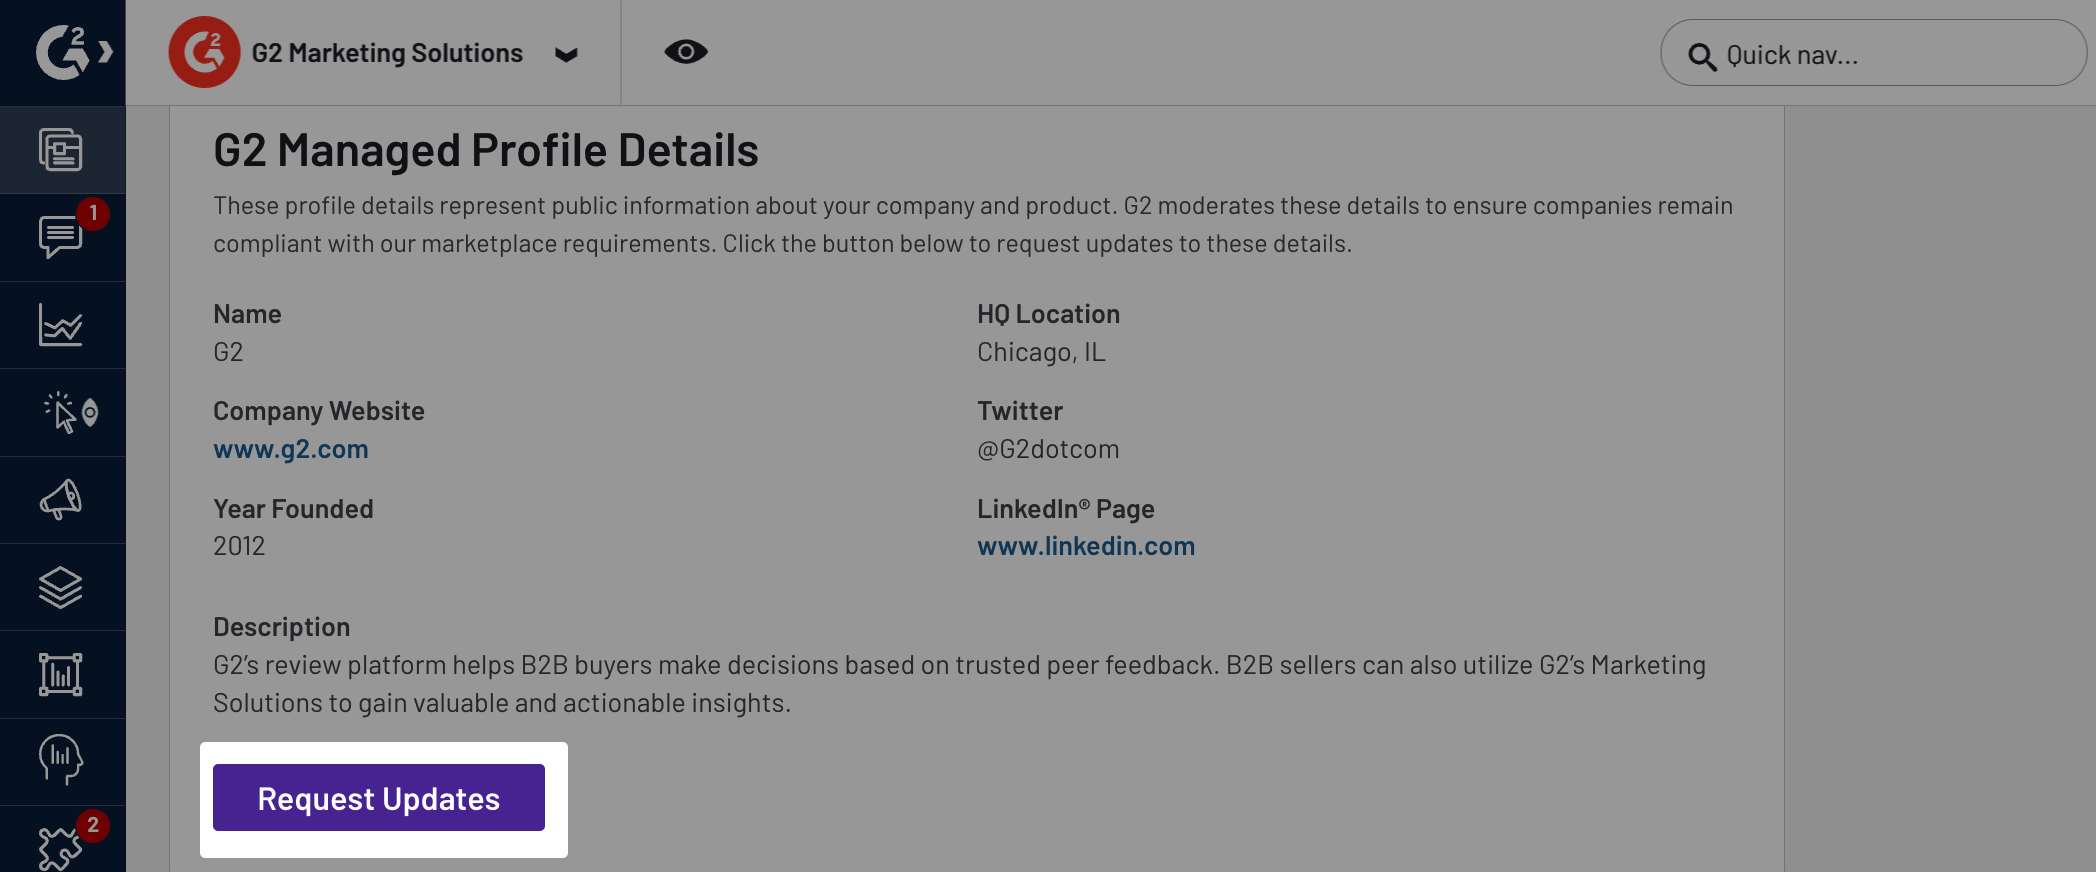 G2 Marketing Solutions
Quick nav...
G2 Managed Profile Details
These profile details represent public information about your company and product. G2 moderates these details to ensure companies remain
compliant with our marketplace requirements. Click the button below to request updates to these details.
Name
G2
HQ Location
Chicago, IL
Company Website
www.g2.com
Twitter
@G2dotcom
Year Founded
2012
LinkedIn® Page
www.linkedin.com
Description
G2’s review platform helps B2B buyers make decisions based on trusted peer feedback. B2B sellers can also utilize G2’s Marketing
Solutions to gain valuable and actionable insights.
Request Updates
1
2